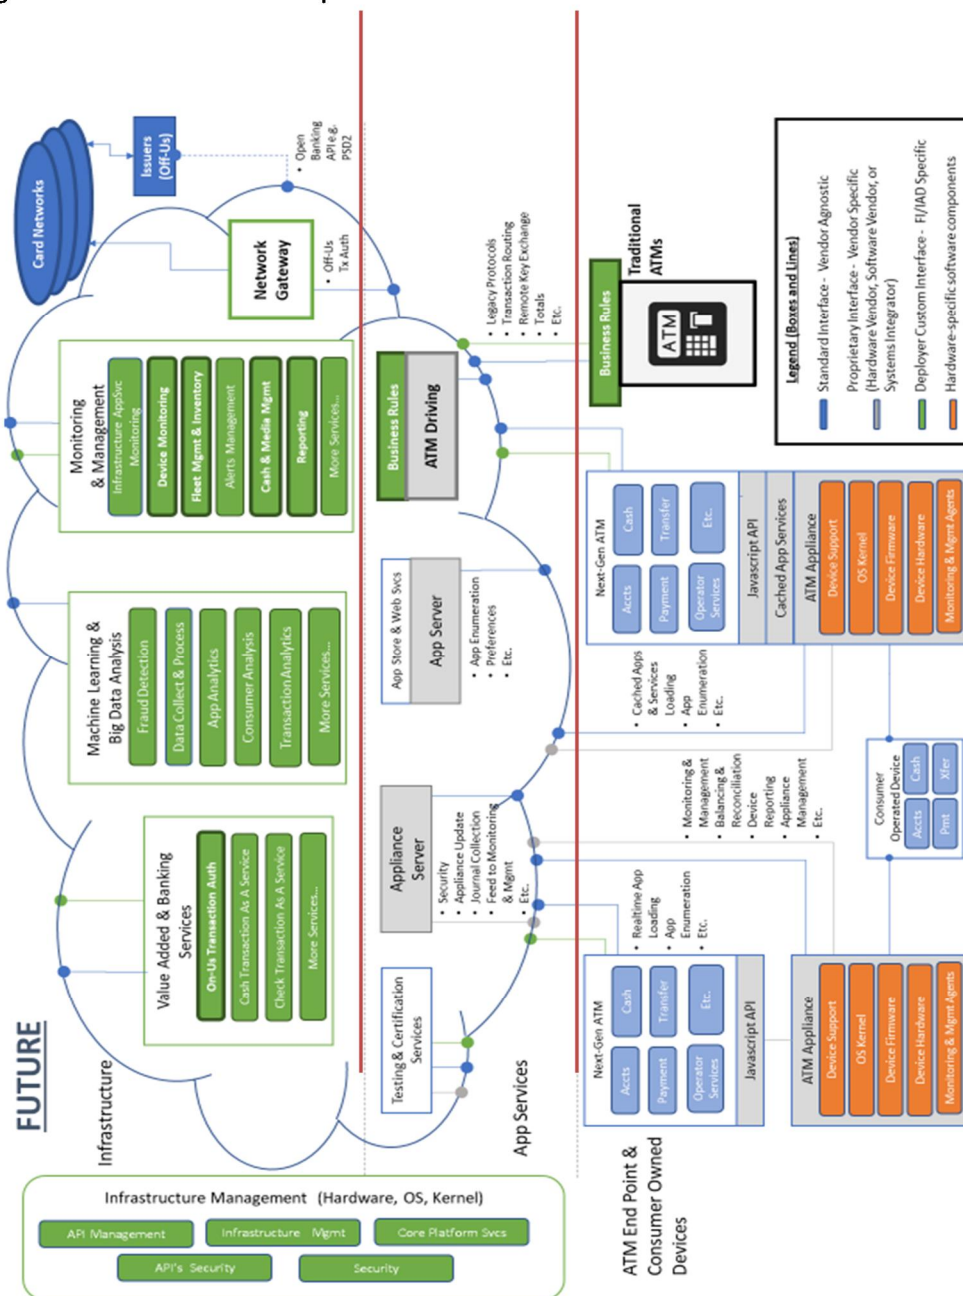 FUTURE
Infrastructure
Value Added & Banking
Services
On-Us Transaction Auth
Cash Transaction As A Service
Check Transaction As A Service
More Services...
Machine Learning &
Big Data Analysis
Fraud Detection
Data Collect & Process
App Analytics
Consumer Analysis
Transaction Analytics
More Services...
Monitoring
& Management
Infrastructure AppSvc
Monitoring
Device Monitoring
Fleet Mgmt & Inventory
Alerts Management
Cash & Media Mgmt
Reporting
More Services...
Card Networks
Issuers
(Off-Us)
Network
Gateway
• Off-Us
Tx Auth
• Open
Banking
API e.g.
PSD2
Infrastructure Management (Hardware, OS, Kernel)
API Management
Infrastructure Mgmt
Core Platform Svcs
API's Security
Security
App Services
Testing & Certification
Services
Appliance
Server
• Security
• Appliance Update
• Journal Collection
• Feed to Monitoring
& Mgmt
• Etc.
App Store & Web Svcs
App Server
• App Enumeration
• Preferences
• Etc.
Business Rules
ATM Driving
• Legacy Protocols
• Transaction Routing
• Remote Key Exchange
• Totals
• Etc.
ATM End Point &
Consumer Owned
Devices
Next-Gen ATM
Accts
Cash
Payment
Transfer
Operator
Services
Etc.
Javascript API
ATM Appliance
Device Support
OS Kernel
Device Firmware
Device Hardware
Monitoring & Mgmt Agents
• Realtime App
Loading
• App
Enumeration
• Etc.
• Monitoring &
Management
• Balancing &
Reconciliation
• Device
Reporting
• Appliance
Management
• Etc.
• Cached Apps
& Services
Loading
• App
Enumeration
• Etc.
Consumer
Operated Device
Accts
Cash
Pmt
Xfer
Next-Gen ATM
Accts
Cash
Payment
Transfer
Operator
Services
Etc.
Javascript API
Cached App Services
ATM Appliance
Device Support
OS Kernel
Device Firmware
Device Hardware
Monitoring & Mgmt Agents
Business Rules
Traditional
ATMs
ATM
Legend (Boxes and Lines)
Standard Interface - Vendor Agnostic
Proprietary Interface - Vendor Specific
(Hardware Vendor, Software Vendor, or
Systems Integrator)
Deployer Custom Interface - FI/IAD Specific
Hardware-specific software components